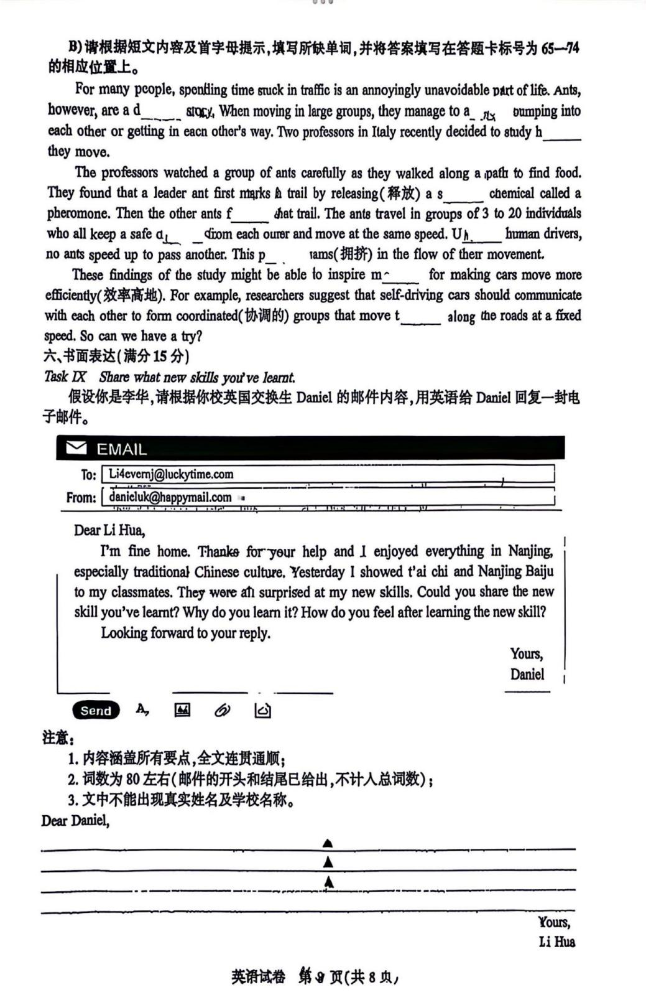 B)请根据短文内容及首字母提示,填写所缺单词,并将答案填写在答题卡标号为 65—74
的相应位置上。
For many people, spending time stuck in traffic is an annoyingly unavoidable part of life. Ants,
however, are a d______ story. When moving in large groups, they manage to a_ bumping into
each other or getting in each other's way. Two professors in Italy recently decided to study h______
they move.
The professors watched a group of ants carefully as they walked along a path to find food.
They found that a leader ant first marks a trail by releasing(释放) a s______ chemical called a
pheromone. Then the other ants f______ that trail. The ants travel in groups of 3 to 20 individuals
who all keep a safe d______ from each other and move at the same speed. U______ human drivers,
no ants speed up to pass another. This p______ jams(拥挤) in the flow of their movement.
These findings of the study might be able to inspire m______ for making cars move more
efficiently(效率高地). For example, researchers suggest that self-driving cars should communicate
with each other to form coordinated(协调的) groups that move t______ along the roads at a fixed
speed. So can we have a try?
六、书面表达(满分 15 分)
Task IX Share what new skills you've learnt.
假设你是李华,请根据你校英国交换生 Daniel 的邮件内容,用英语给 Daniel 回复一封电
子邮件。
EMAIL
To: Li4evernj@luckytime.com
From: danieluk@happymail.com
Dear Li Hua,
I'm fine home. Thanks for your help and I enjoyed everything in Nanjing,
especially traditional Chinese culture. Yesterday I showed t'ai chi and Nanjing Baiju
to my classmates. They were all surprised at my new skills. Could you share the new
skill you've learnt? Why do you learn it? How do you feel after learning the new skill?
Looking forward to your reply.
Yours,
Daniel
Send
注意:
1. 内容涵盖所有要点,全文连贯通顺;
2. 词数为 80 左右(邮件的开头和结尾已给出,不计入总词数);
3. 文中不能出现真实姓名及学校名称。
Dear Daniel,
Yours,
Li Hua
英语试卷 第 页(共 8 页)